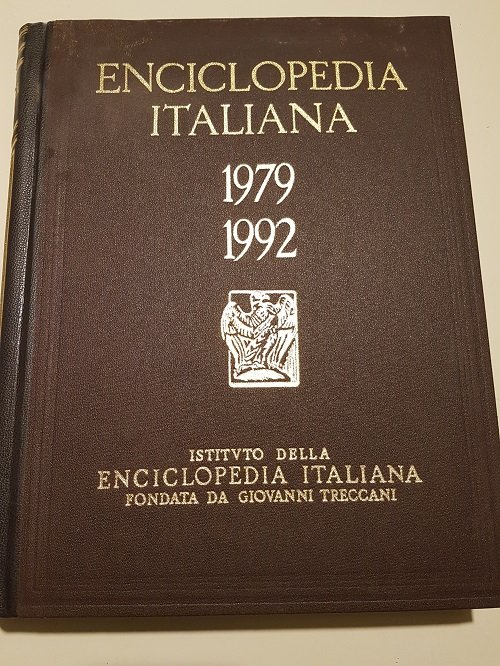 ENCICLOPEDIA
ITALIANA
1979
1992
ISTITVTO DELLA
ENCICLOPEDIA ITALIANA
FONDATA DA GIOVANNI TRECCANI